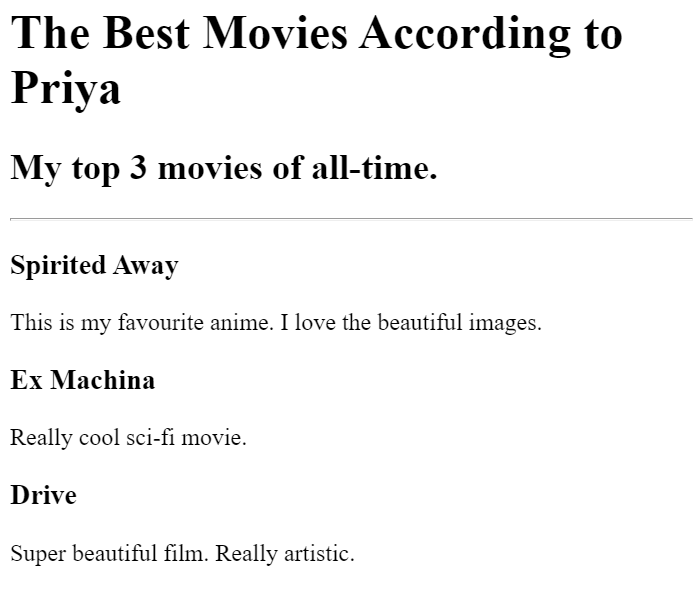 The Best Movies According to
Priya
My top 3 movies of all-time.
Spirited Away
This is my favourite anime. I love the beautiful images.
Ex Machina
Really cool sci-fi movie.
Drive
Super beautiful film. Really artistic.